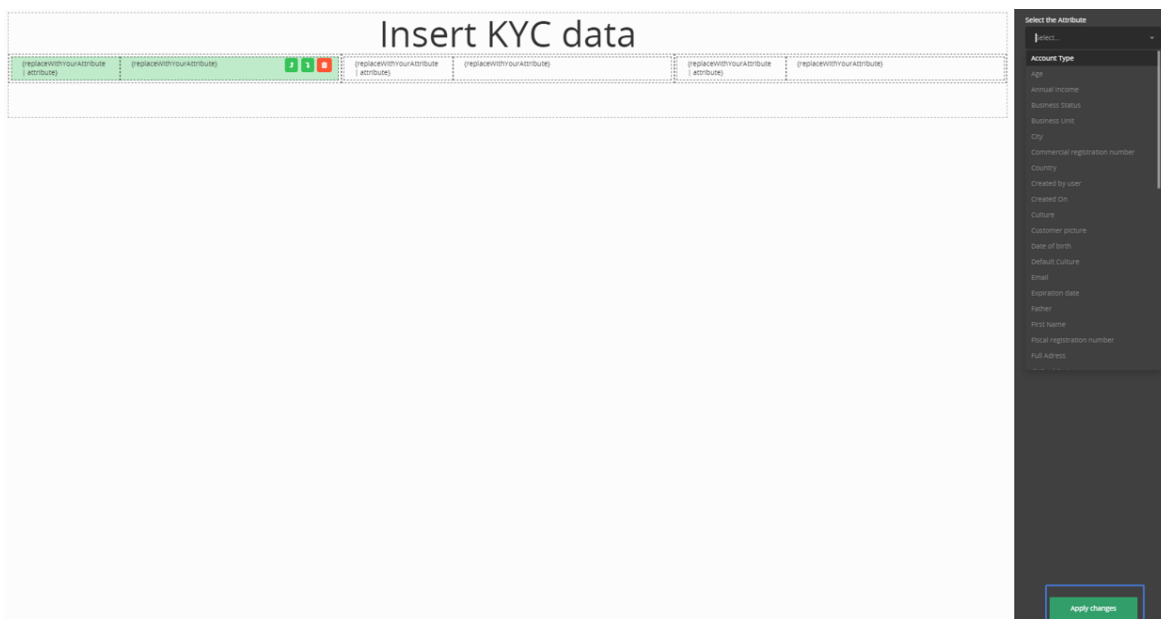 Insert KYC data
{replaceWithYourAttribute
| attribute}
{replaceWithYourAttribute}
{replaceWithYourAttribute
| attribute}
{replaceWithYourAttribute}
{replaceWithYourAttribute
| attribute}
{replaceWithYourAttribute}
Select the Attribute
Select...
Account Type
Age
Annual Income
Business Status
Business Unit
City
Commercial registration number
Country
Created by user
Created On
Culture
Customer picture
Date of birth
Default Culture
Email
Expiration date
Father
First Name
Fiscal registration number
Full Adress
Apply changes